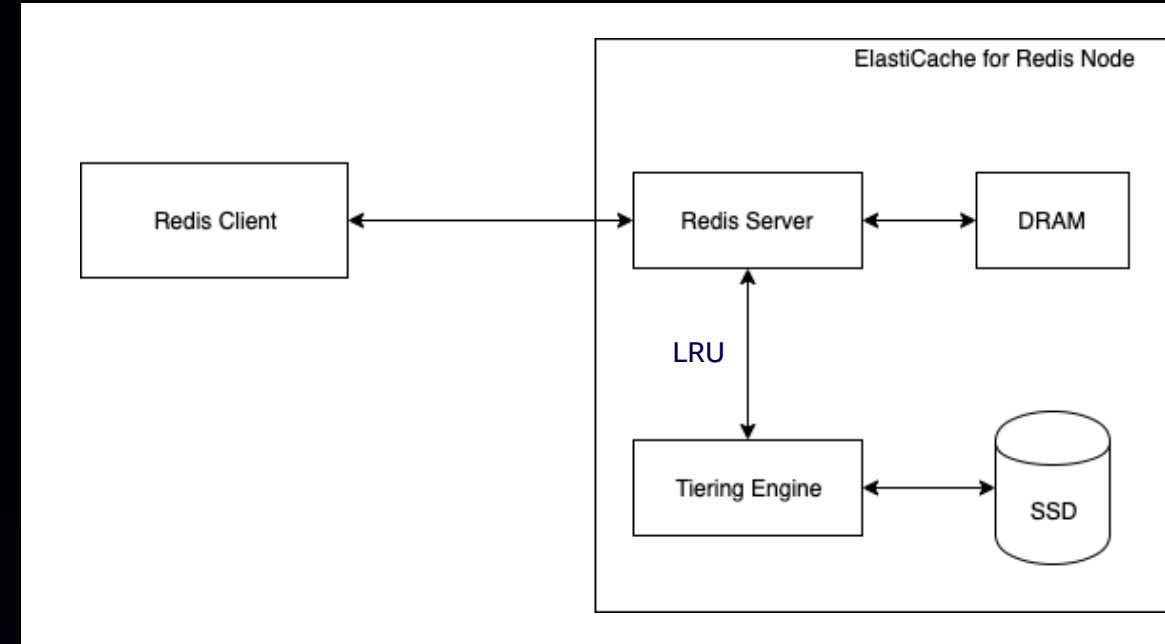 ElastiCache for Redis Node
Redis Client
Redis Server
DRAM
LRU
Tiering Engine
SSD